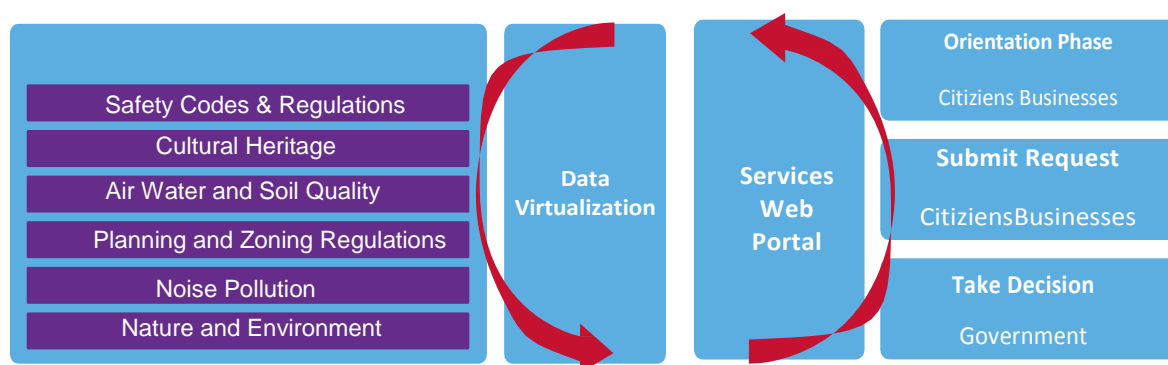 Safety Codes & Regulations
Cultural Heritage
Air Water and Soil Quality
Planning and Zoning Regulations
Noise Pollution
Nature and Environment
Data
Virtualization
Services
Web
Portal
Orientation Phase
Citiziens Businesses
Submit Request
CitiziensBusinesses
Take Decision
Government